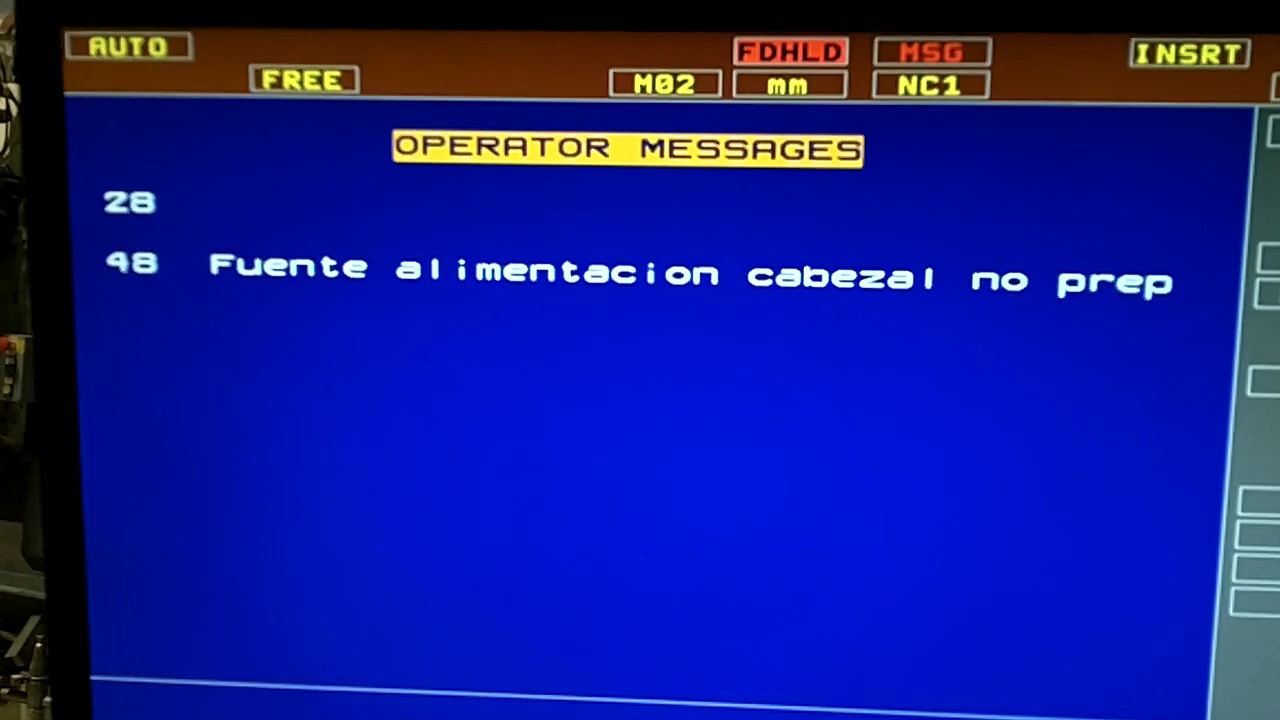 AUTO FDHLD MSG INSRT
FREE M02 mm NC1
OPERATOR MESSAGES
28
48 Fuente alimentacion cabezal no prep